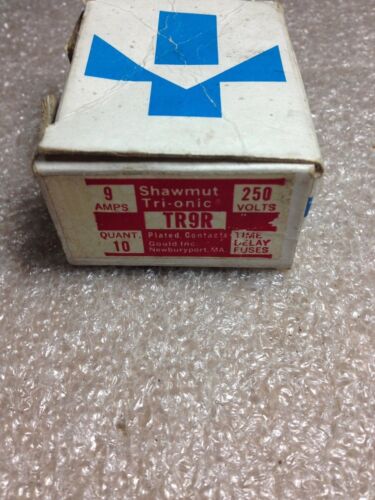 9 AMPS
Shawmut
Tri-onic®
250 VOLTS
TR9R
QUANT. 10
Plated Contacts
Gould Inc.
Newburyport, MA
TIME DELAY FUSES